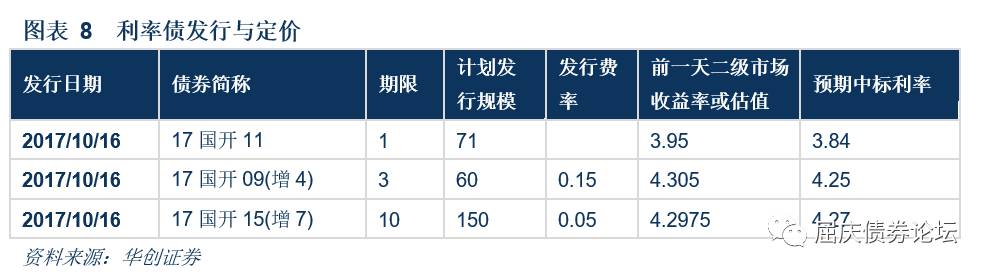 图表 8 利率债发行与定价
发行日期 债券简称 期限 计划发行规模 发行费率 前一天二级市场收益率或估值 预期中标利率
2017/10/16 17 国开 11 1 71 3.95 3.84
2017/10/16 17 国开 09(增 4) 3 60 0.15 4.305 4.25
2017/10/16 17 国开 15(增 7) 10 150 0.05 4.2975 4.27
屈庆债券论坛
资料来源：华创证券